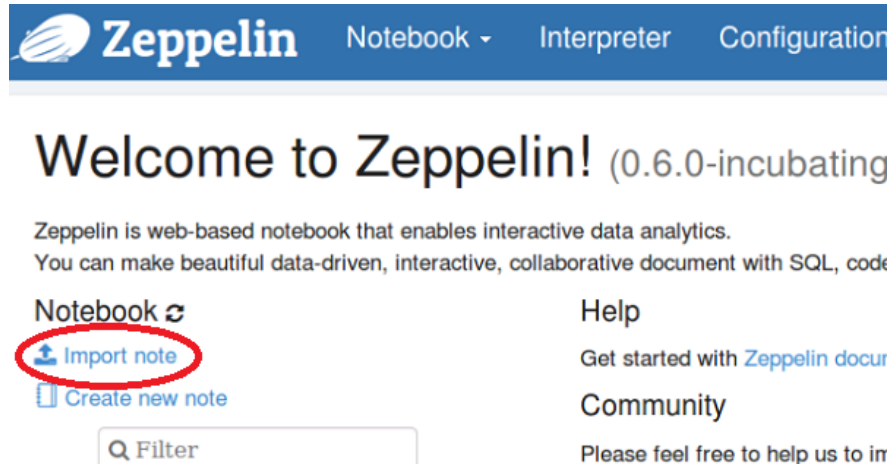 Zeppelin Notebook Interpreter Configuration
Welcome to Zeppelin! (0.6.0-incubating
Zeppelin is web-based notebook that enables interactive data analytics.
You can make beautiful data-driven, interactive, collaborative document with SQL, code
Notebook
Import note
Create new note
Filter
Help
Get started with Zeppelin
Community
Please feel free to help us to